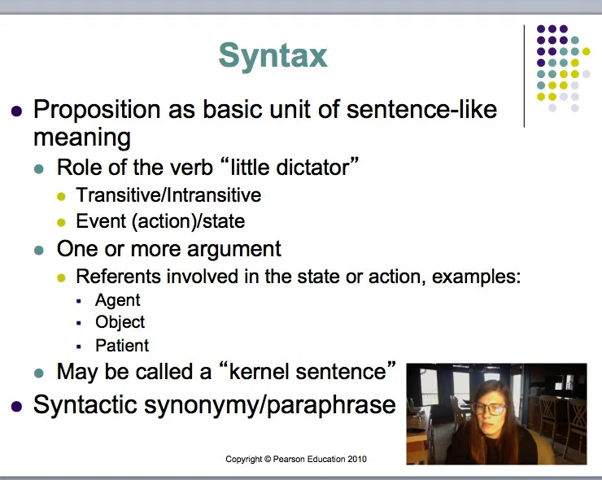 Syntax
Proposition as basic unit of sentence-like
meaning
Role of the verb “little dictator”
Transitive/Intransitive
Event (action)/state
One or more argument
Referents involved in the state or action, examples:
Agent
Object
Patient
May be called a “kernel sentence”
Syntactic synonymy/paraphrase
Copyright © Pearson Education 2010